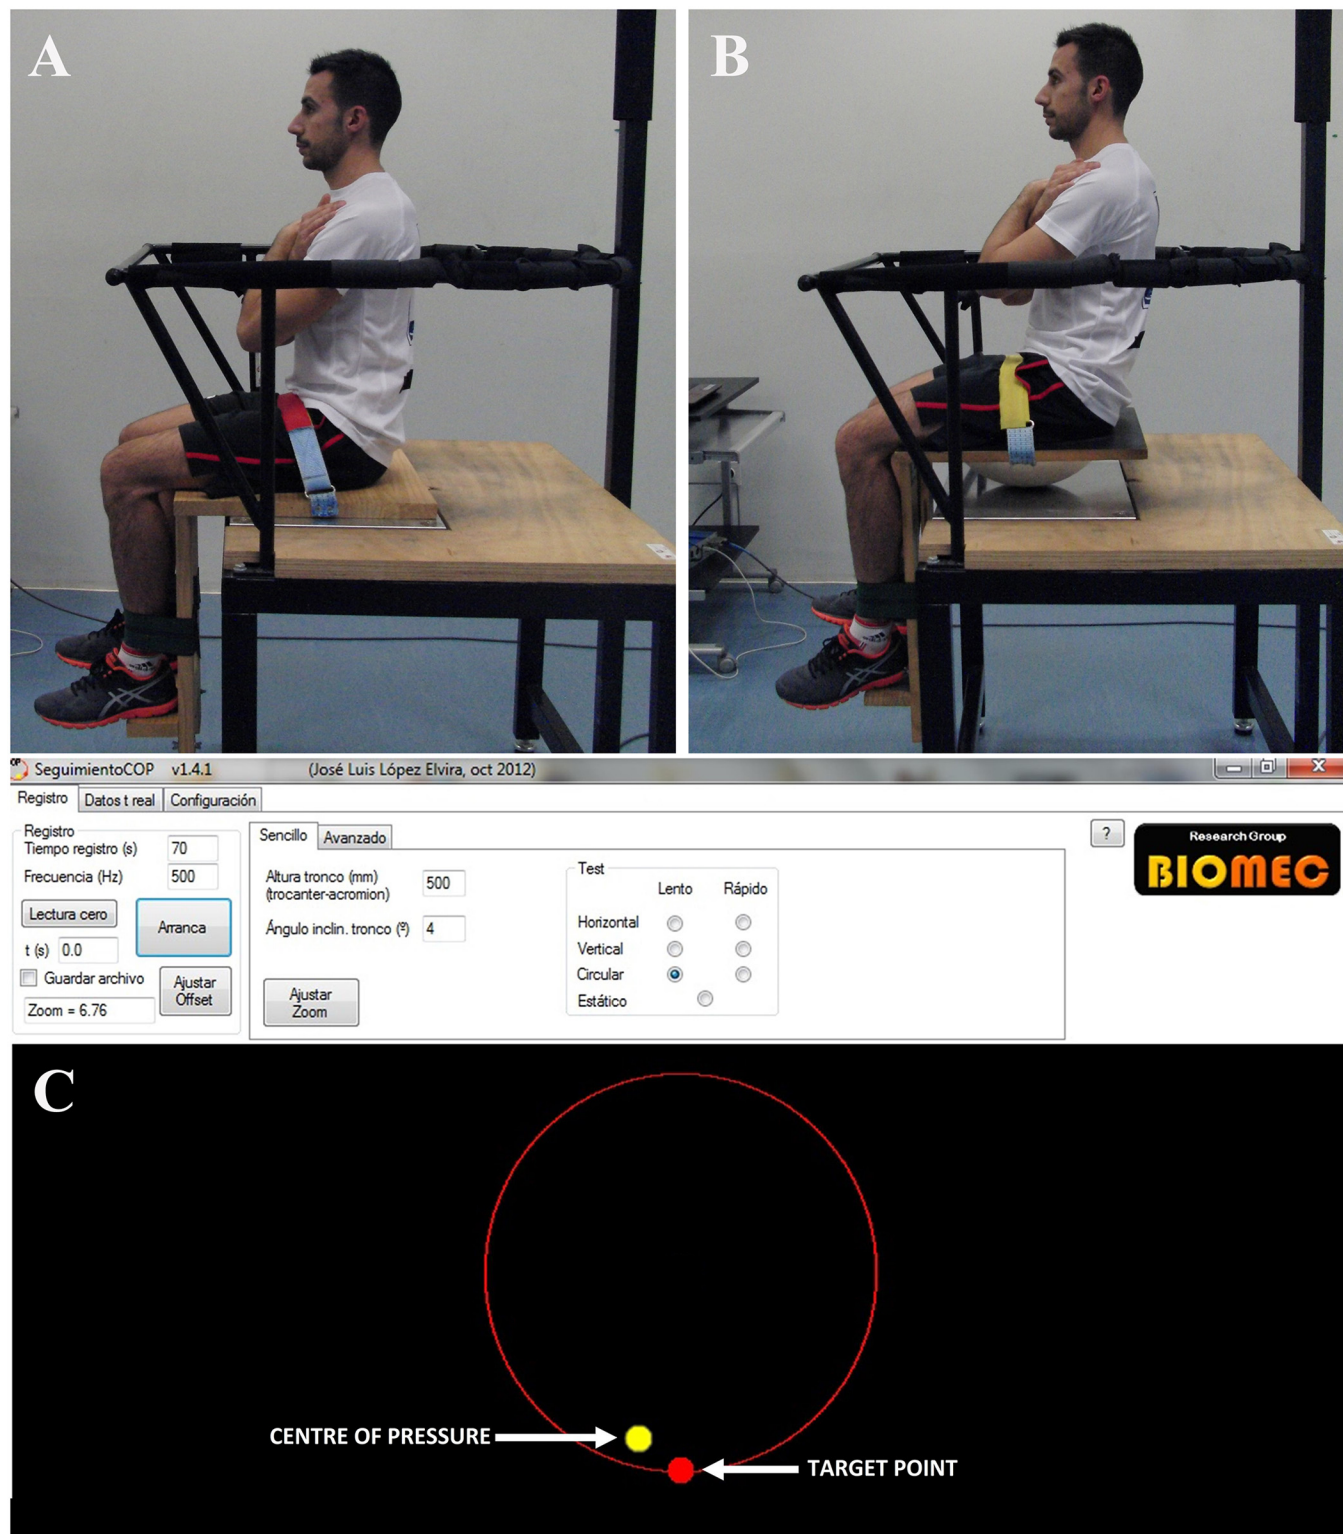 A
B
SeguimientoCOP v1.4.1 (José Luis López Elvira, oct 2012)
Registro Datos t real Configuración
Registro
Tiempo registro (s) 70
Frecuencia (Hz) 500
Lectura cero
Arranca
t (s) 0.0
Guardar archivo
Ajustar
Offset
Zoom = 6.76
Sencillo Avanzado
Altura tronco (mm)
(trocanter-acromion) 500
Ángulo inclin. tronco (º) 4
Ajustar
Zoom
Test
Lento Rápido
Horizontal
Vertical
Circular
Estático
?
Research Group
BIOMEC
C
CENTRE OF PRESSURE
TARGET POINT